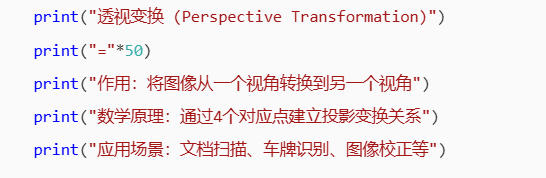 print("透视变换 (Perspective Transformation)")
print("="*50)
print("作用：将图像从一个视角转换到另一个视角")
print("数学原理：通过4个对应点建立投影变换关系")
print("应用场景：文档扫描、车牌识别、图像校正等")